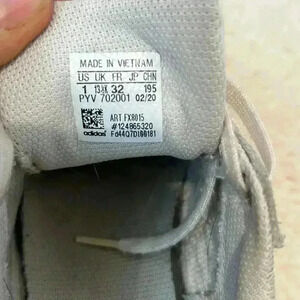 MADE IN VIETNAM
US UK FR JP CHN
1 13½K 32 195
PYV 702001 02/20
ART FX8015
#124865320
adidas